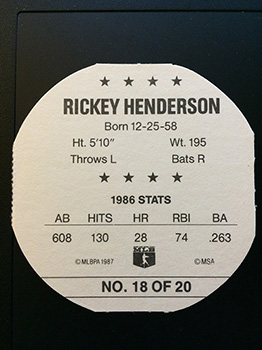 ★ ★ ★ ★
RICKEY HENDERSON
Born 12-25-58
Ht. 5'10" Wt. 195
Throws L Bats R
★ ★ ★ ★
1986 STATS
AB HITS HR RBI BA
608 130 28 74 .263
© MLBPA 1987 © MSA
NO. 18 OF 20